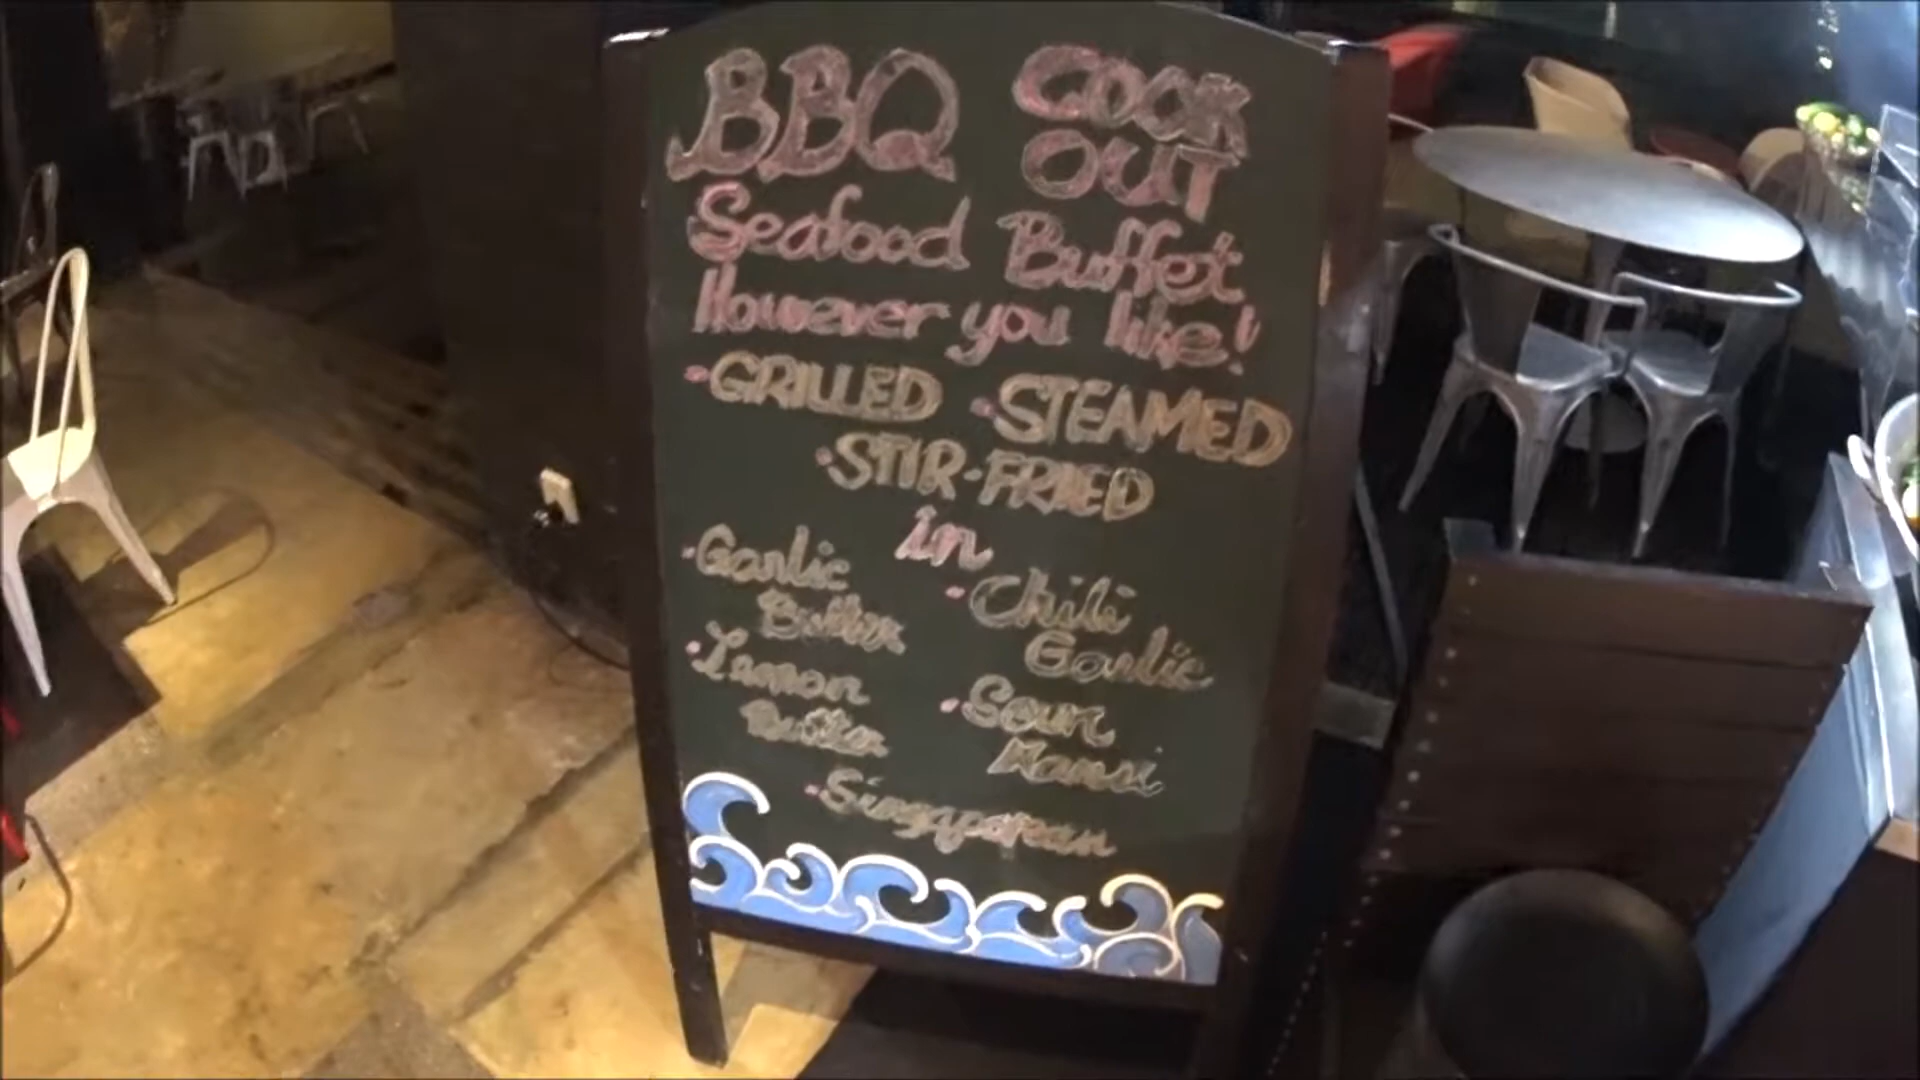 BBQ COOK OUT
Seafood Buffet
However you like!
•GRILLED •STEAMED
•STIR-FRIED
in
•Garlic Butter
•Chili Garlic
•Lemon Butter
•Sour Mansi
•Singaporean